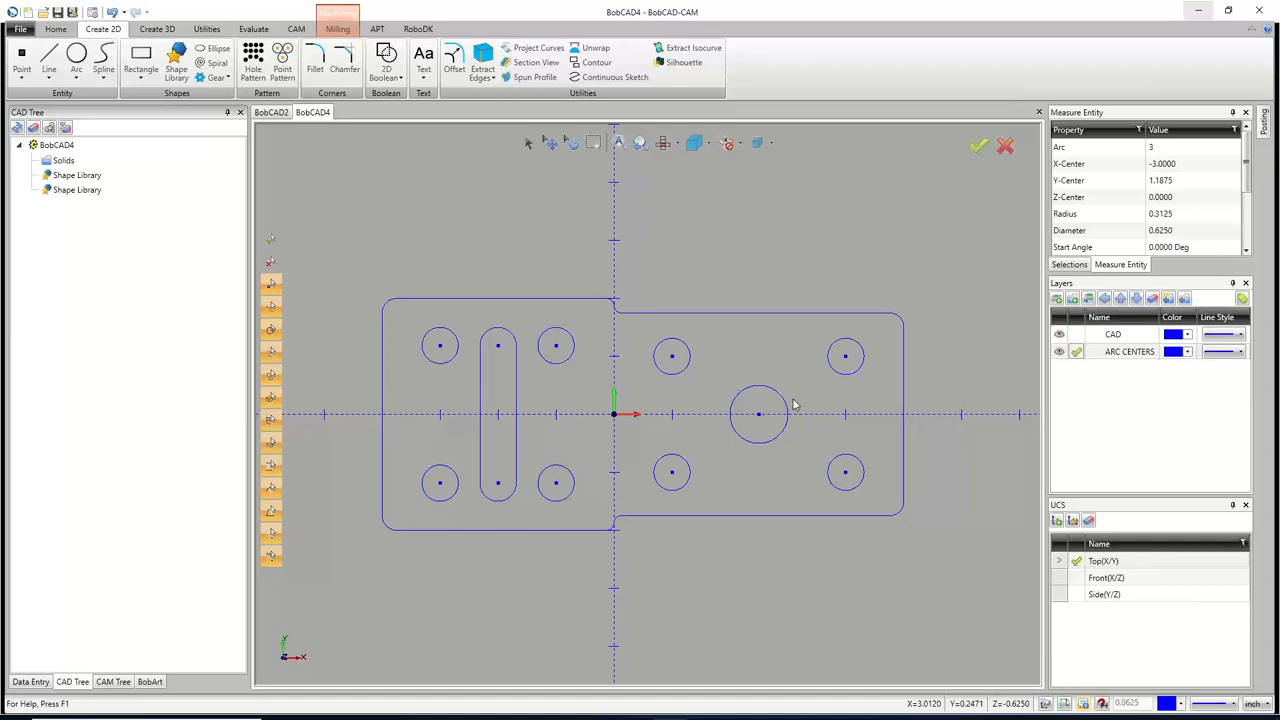 BobCAD4 - BobCAD-CAM
File
Home
Create 2D
Create 3D
Utilities
Evaluate
CAM
Milling
APT
RoboDK
Point
Line
Arc
Spline
Entity
Rectangle
Shape
Library
Ellipse
Spiral
Gear
Shapes
Hole
Pattern
Point
Pattern
Pattern
Fillet
Chamfer
Corners
2D
Boolean
Boolean
Aa
Text
Text
Offset
Extract
Edges
Project Curves
Section View
Spun Profile
Unwrap
Contour
Continuous Sketch
Extract Isocurve
Silhouette
Utilities
CAD Tree
BobCAD4
Solids
Shape Library
Shape Library
Data Entry
CAD Tree
CAM Tree
BobArt
BobCAD2
BobCAD4
Y
X
Z
Measure Entity
Property Value
Arc 3
X-Center -3.0000
Y-Center 1.1875
Z-Center 0.0000
Radius 0.3125
Diameter 0.6250
Start Angle 0.0000 Deg
Selections
Measure Entity
Posting
Layers
Name Color Line Style
CAD
ARC CENTERS
UCS
Name
Top(X/Y)
Front(X/Z)
Side(Y/Z)
For Help, Press F1
X=3.0120
Y=0.2471
Z=-0.6250
0.0625
inch